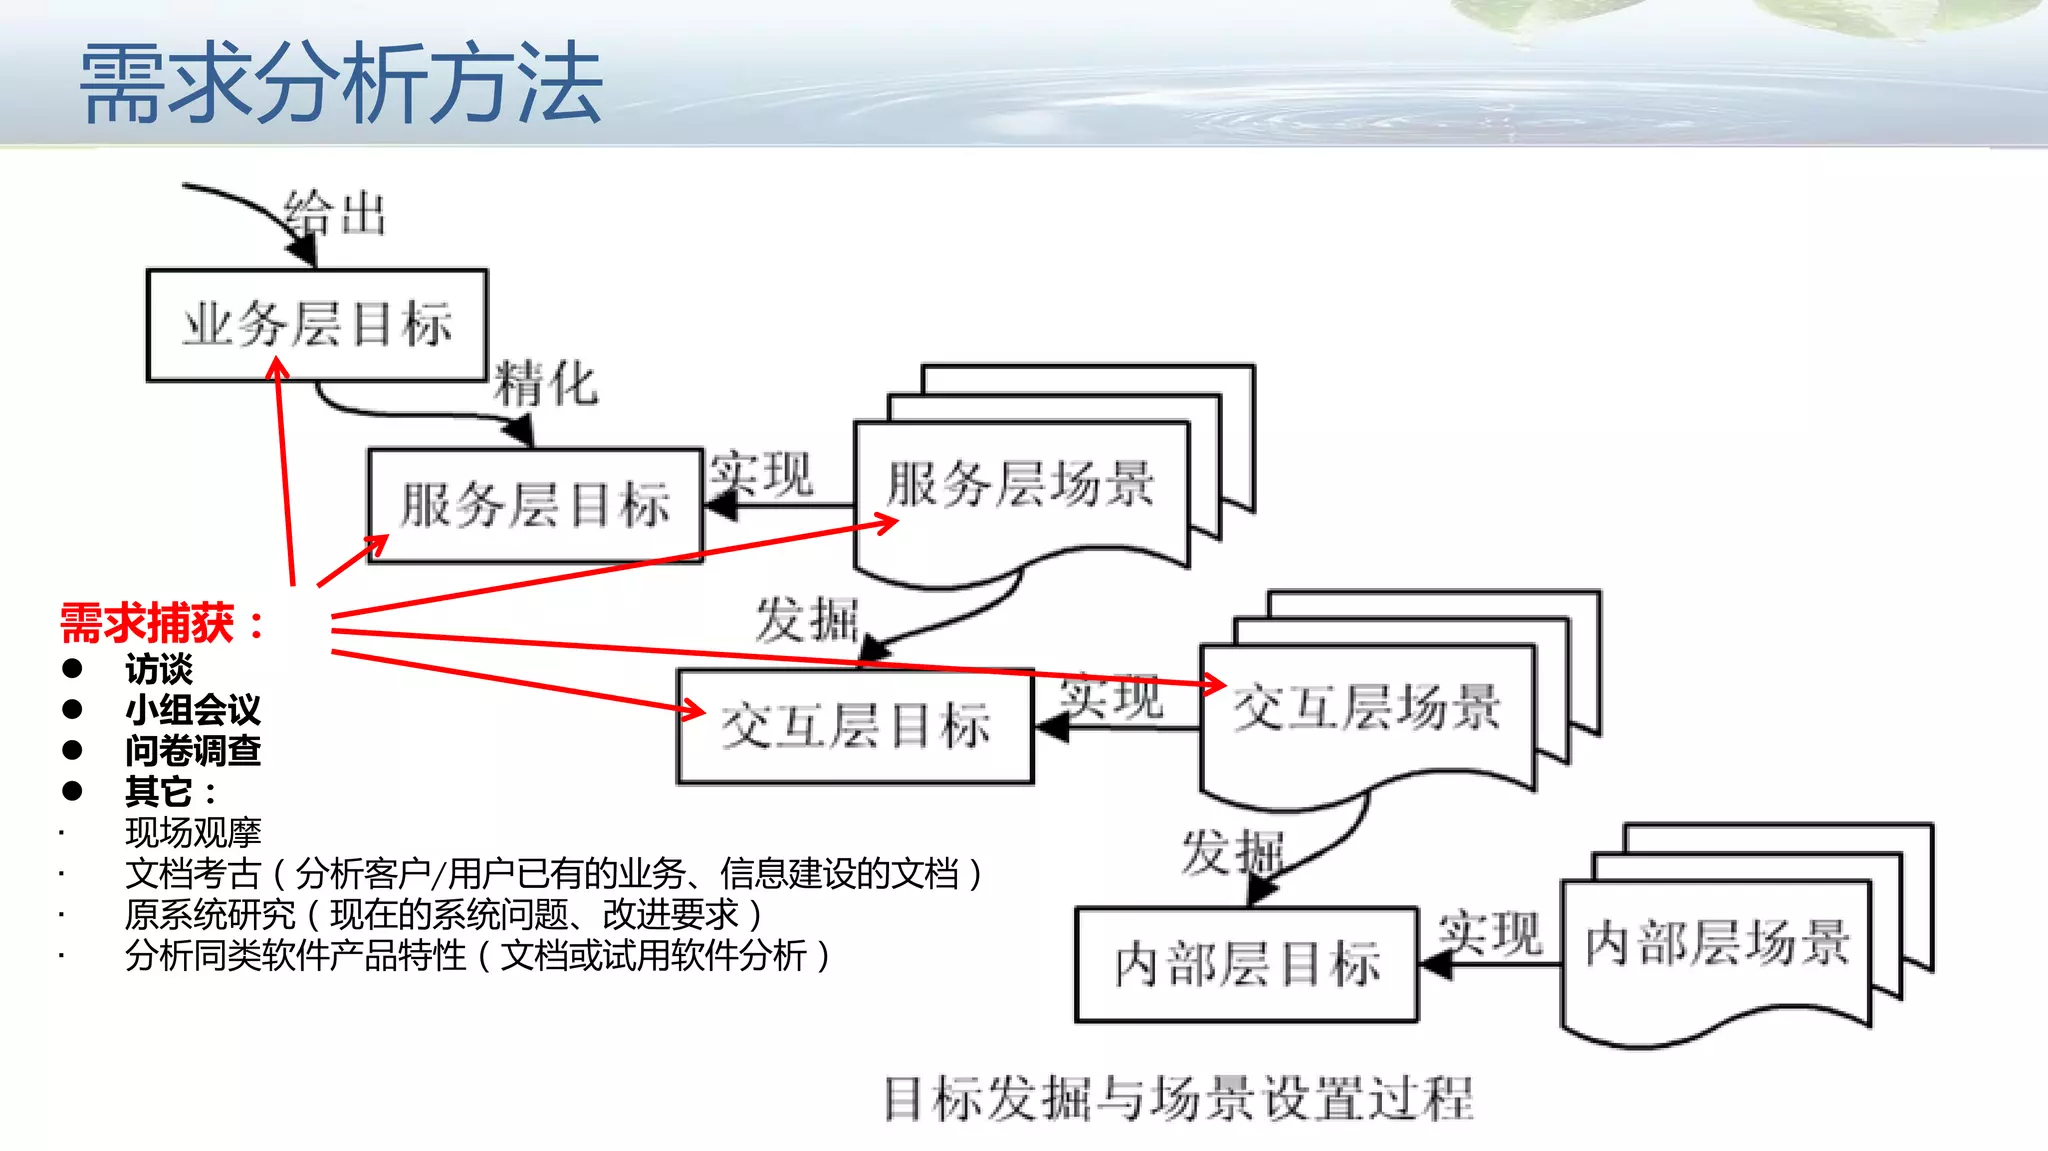 需求分析方法
给出
业务层目标
精化
服务层目标
实现
服务层场景
发掘
交互层目标
实现
交互层场景
发掘
内部层目标
实现
内部层场景
需求捕获：
● 访谈
● 小组会议
● 问卷调查
● 其它：
· 现场观摩
· 文档考古（分析客户/用户已有的业务、信息建设的文档）
· 原系统研究（现在的系统问题、改进要求）
· 分析同类软件产品特性（文档或试用软件分析）
目标发掘与场景设置过程